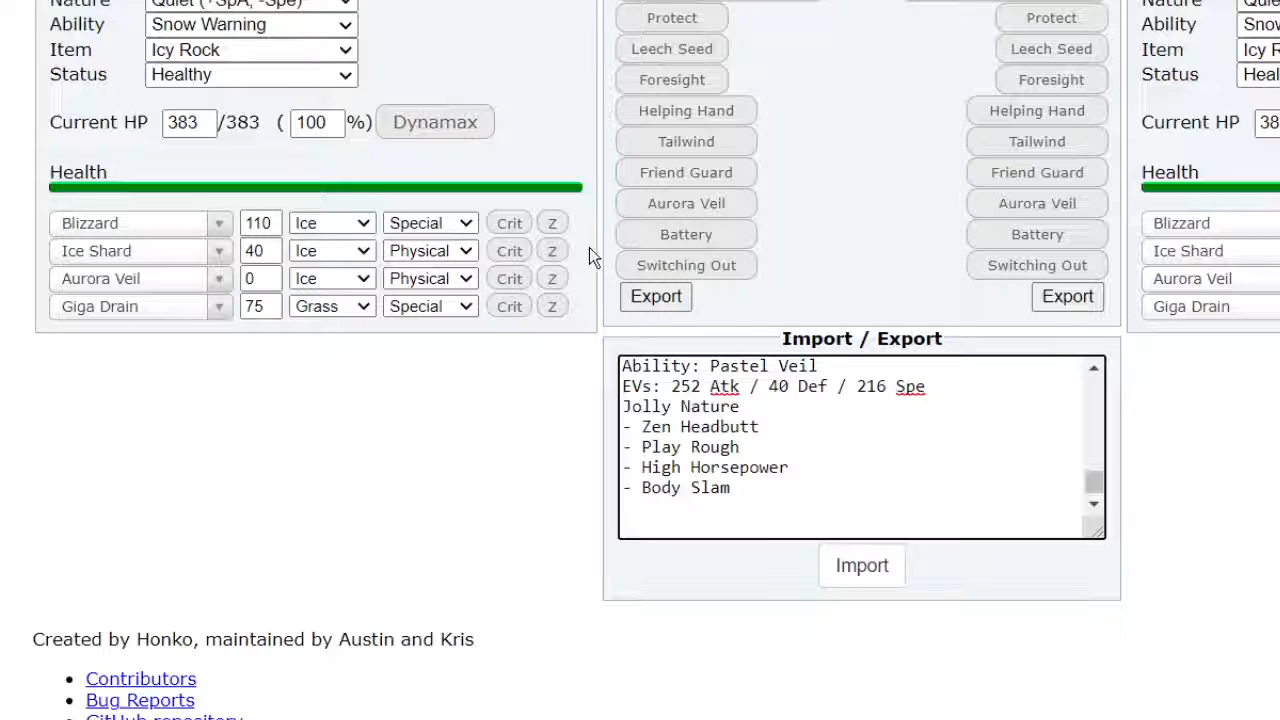 Nature Quiet (+SpA, -Spe)
Ability Snow Warning
Item Icy Rock
Status Healthy
Current HP 383 /383 ( 100 %) Dynamax
Health
Blizzard 110 Ice Special Crit Z
Ice Shard 40 Ice Physical Crit Z
Aurora Veil 0 Ice Physical Crit Z
Giga Drain 75 Grass Special Crit Z
Protect Protect
Leech Seed Leech Seed
Foresight Foresight
Helping Hand Helping Hand
Tailwind Tailwind
Friend Guard Friend Guard
Aurora Veil Aurora Veil
Battery Battery
Switching Out Switching Out
Export Export
Import / Export
Ability: Pastel Veil
EVs: 252 Atk / 40 Def / 216 Spe
Jolly Nature
- Zen Headbutt
- Play Rough
- High Horsepower
- Body Slam
Import
Nature
Ability
Item Icy
Status
Current HP
Health
Blizzard
Ice Shard
Aurora Veil
Giga Drain
Created by Honko, maintained by Austin and Kris
Contributors
Bug Reports
GitHub repository